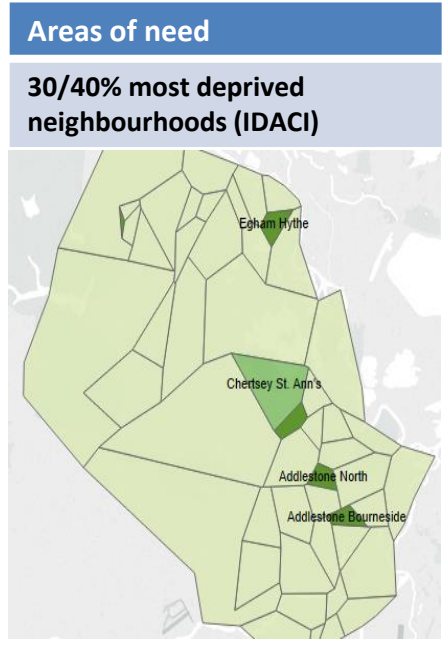 Areas of need
30/40% most deprived
neighbourhoods (IDACI)
Egham Hythe
Chertsey St. Ann's
Addlestone North
Addlestone Bourneside